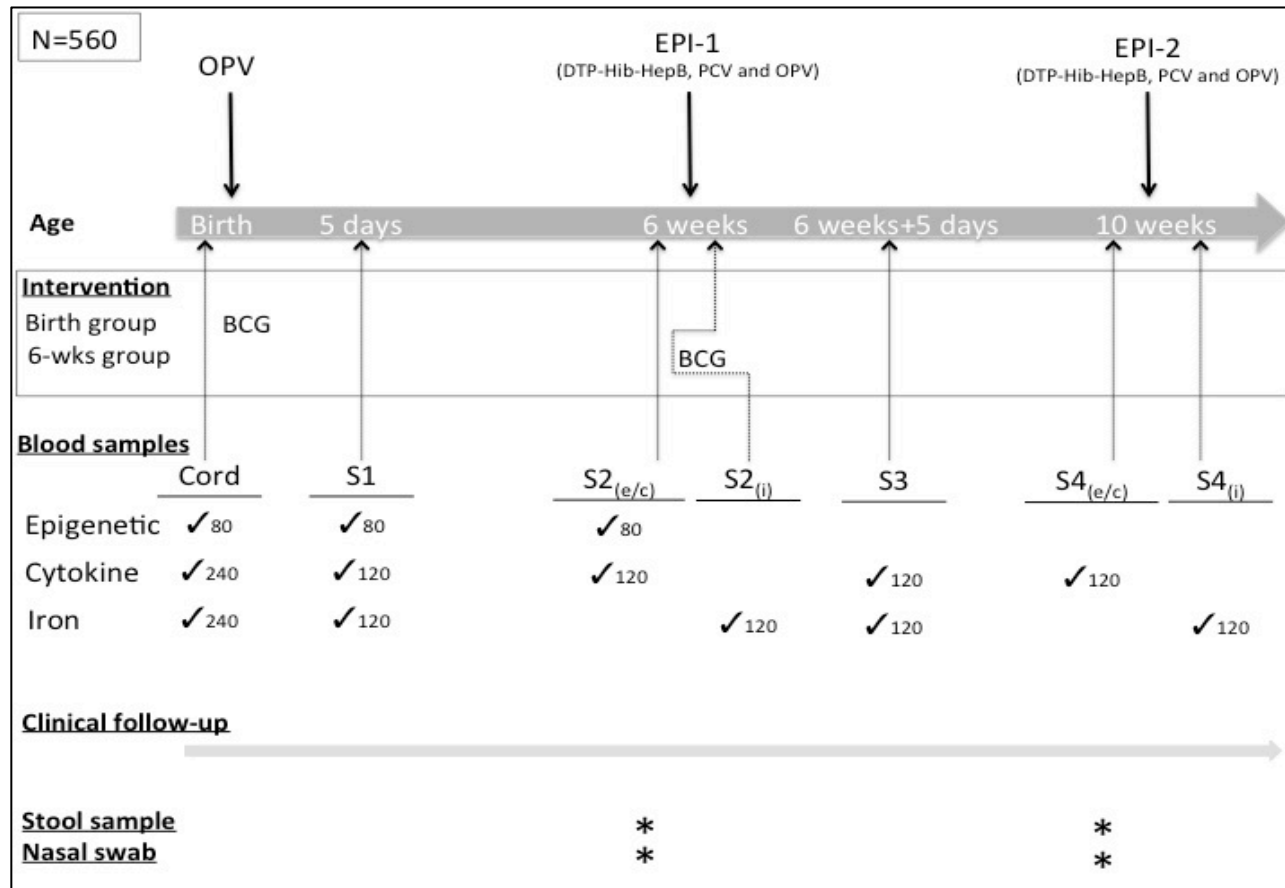 N=560
OPV
EPI-1
(DTP-Hib-HepB, PCV and OPV)
EPI-2
(DTP-Hib-HepB, PCV and OPV)
Age Birth 5 days 6 weeks 6 weeks+5 days 10 weeks
Intervention
Birth group BCG
6-wks group BCG
Blood samples
Cord S1 S2(e/c) S2(i) S3 S4(e/c) S4(i)
Epigenetic ✓80 ✓80 ✓80
Cytokine ✓240 ✓120 ✓120 ✓120 ✓120
Iron ✓240 ✓120 ✓120 ✓120 ✓120
Clinical follow-up
Stool sample * *
Nasal swab * *